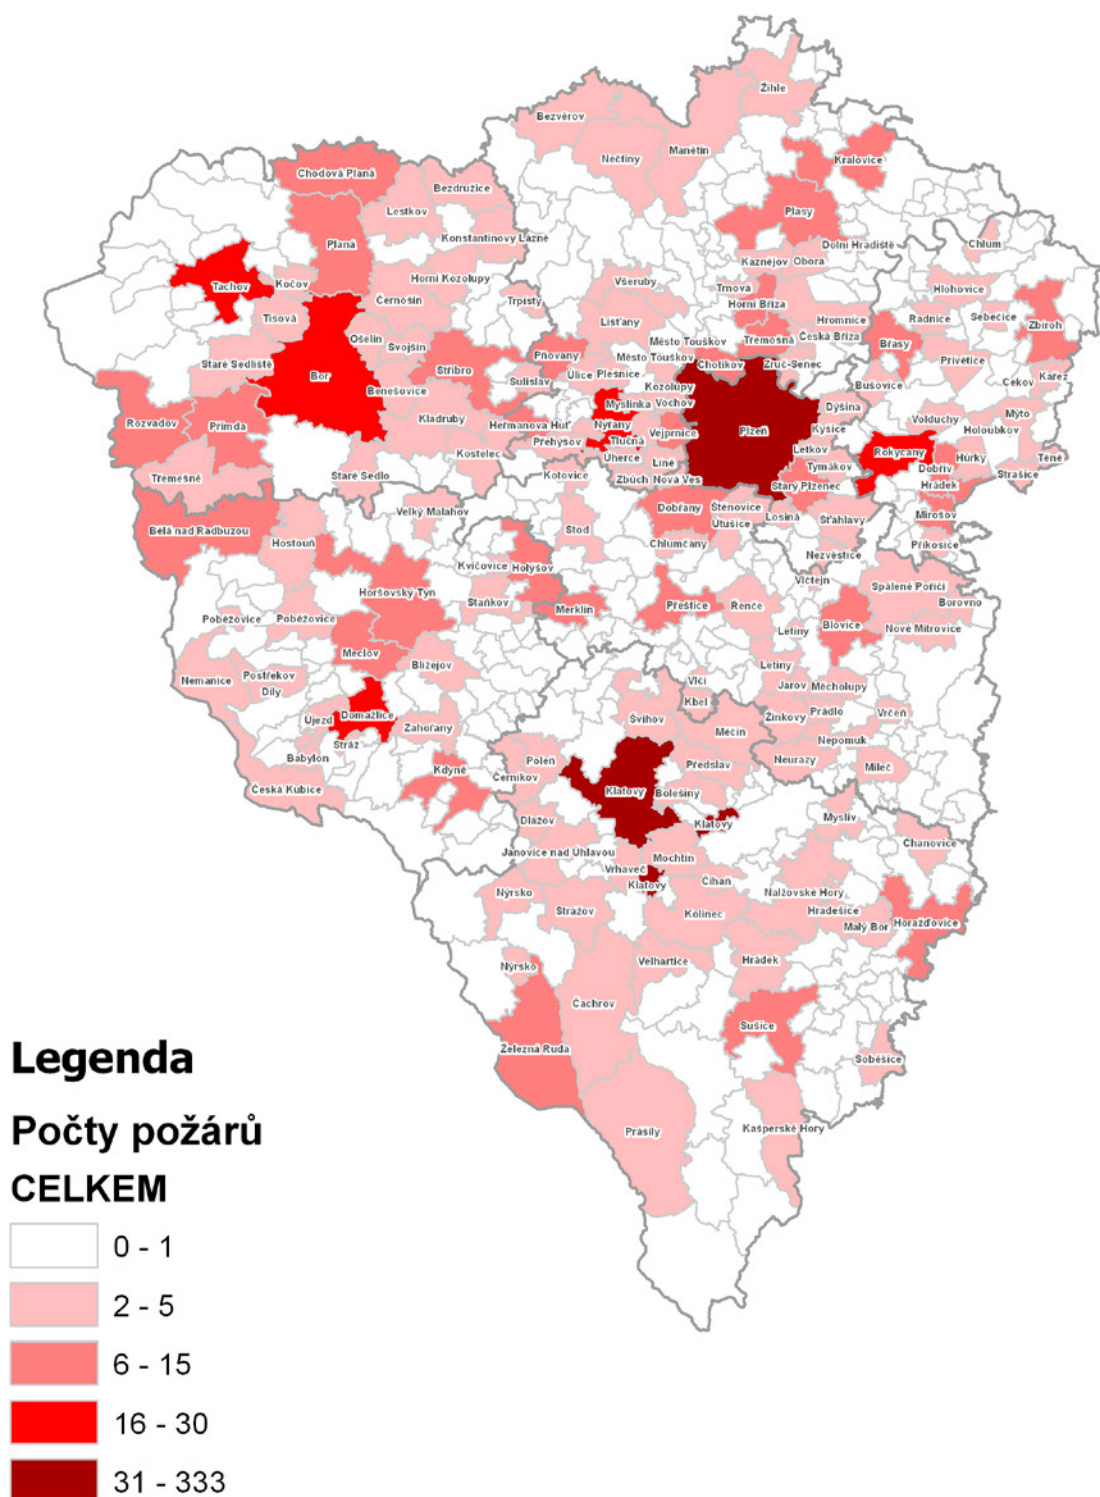 Žihle
Bezvěrov
Manětín
Nečtiny
Kralovice
Chodová Planá
Bezdružice
Lestkov
Plasy
Planá
Konstantinovy Lázně
Dolní Hradiště
Chlum
Kaznějov
Obora
Tachov
Kočov
Horní Kozolupy
Všeruby
Trnová
Hlohovice
Černošín
Trpísty
Horní Bříza
Tisová
Líšťany
Hromnice
Radnice
Sebečice
Zbiroh
Ošelín
Svojšín
Město Touškov
Třemošná
Česká Bříza
Břasy
Staré Sedliště
Pňovany
Město Touškov
Chotíkov
Zruč-Senec
Přívětice
Bor
Stříbro
Úlice
Plešnice
Kařez
Sulislav
Kozolupy
Bušovice
Cekov
Benešovice
Myslinka
Vochov
Dýšina
Mýto
Rozvadov
Přimda
Kladruby
Heřmanova Huť
Nýřany
Vejprnice
Plzeň
Kyšice
Volduchy
Holoubkov
Přehýšov
Tlučná
Letkov
Rokycany
Kostelec
Úherce
Líně
Tymákov
Dobřív
Hůrky
Těně
Třemešné
Staré Sedlo
Kotovice
Zbůch
Nová Ves
Starý Plzenec
Hrádek
Strašice
Velký Malahov
Dobřany
Štěnovice
Losiná
Šťáhlavy
Mirošov
Bělá nad Radbuzou
Stod
Útušice
Hostouň
Chlumčany
Nezvěstice
Příkosice
Kvíčovice
Holýšov
Vlčtejn
Spálené Poříčí
Horšovský Týn
Staňkov
Merklín
Přeštice
Řenče
Borovno
Poběžovice
Poběžovice
Letiny
Blovice
Nové Mitrovice
Meclov
Blížejov
Letiny
Nemanice
Postřekov
Vlčí
Jarov
Měcholupy
Díly
Kbel
Újezd
Domažlice
Zahořany
Švihov
Žinkovy
Prádlo
Vrčeň
Stráž
Měčín
Nepomuk
Babylon
Poleň
Předslav
Neurazy
Mileč
Kdyně
Černíkov
Česká Kubice
Klatovy
Bolešiny
Dlažov
Klatovy
Myslív
Janovice nad Úhlavou
Mochtín
Chanovice
Vrhaveč
Číhaň
Klatovy
Nýrsko
Nalžovské Hory
Strážov
Kolinec
Hradešice
Horažďovice
Malý Bor
Nýrsko
Velhartice
Hrádek
Čachrov
Sušice
Železná Ruda
Soběšice
Prášily
Kašperské Hory
Legenda
Počty požárů
CELKEM
0 - 1
2 - 5
6 - 15
16 - 30
31 - 333